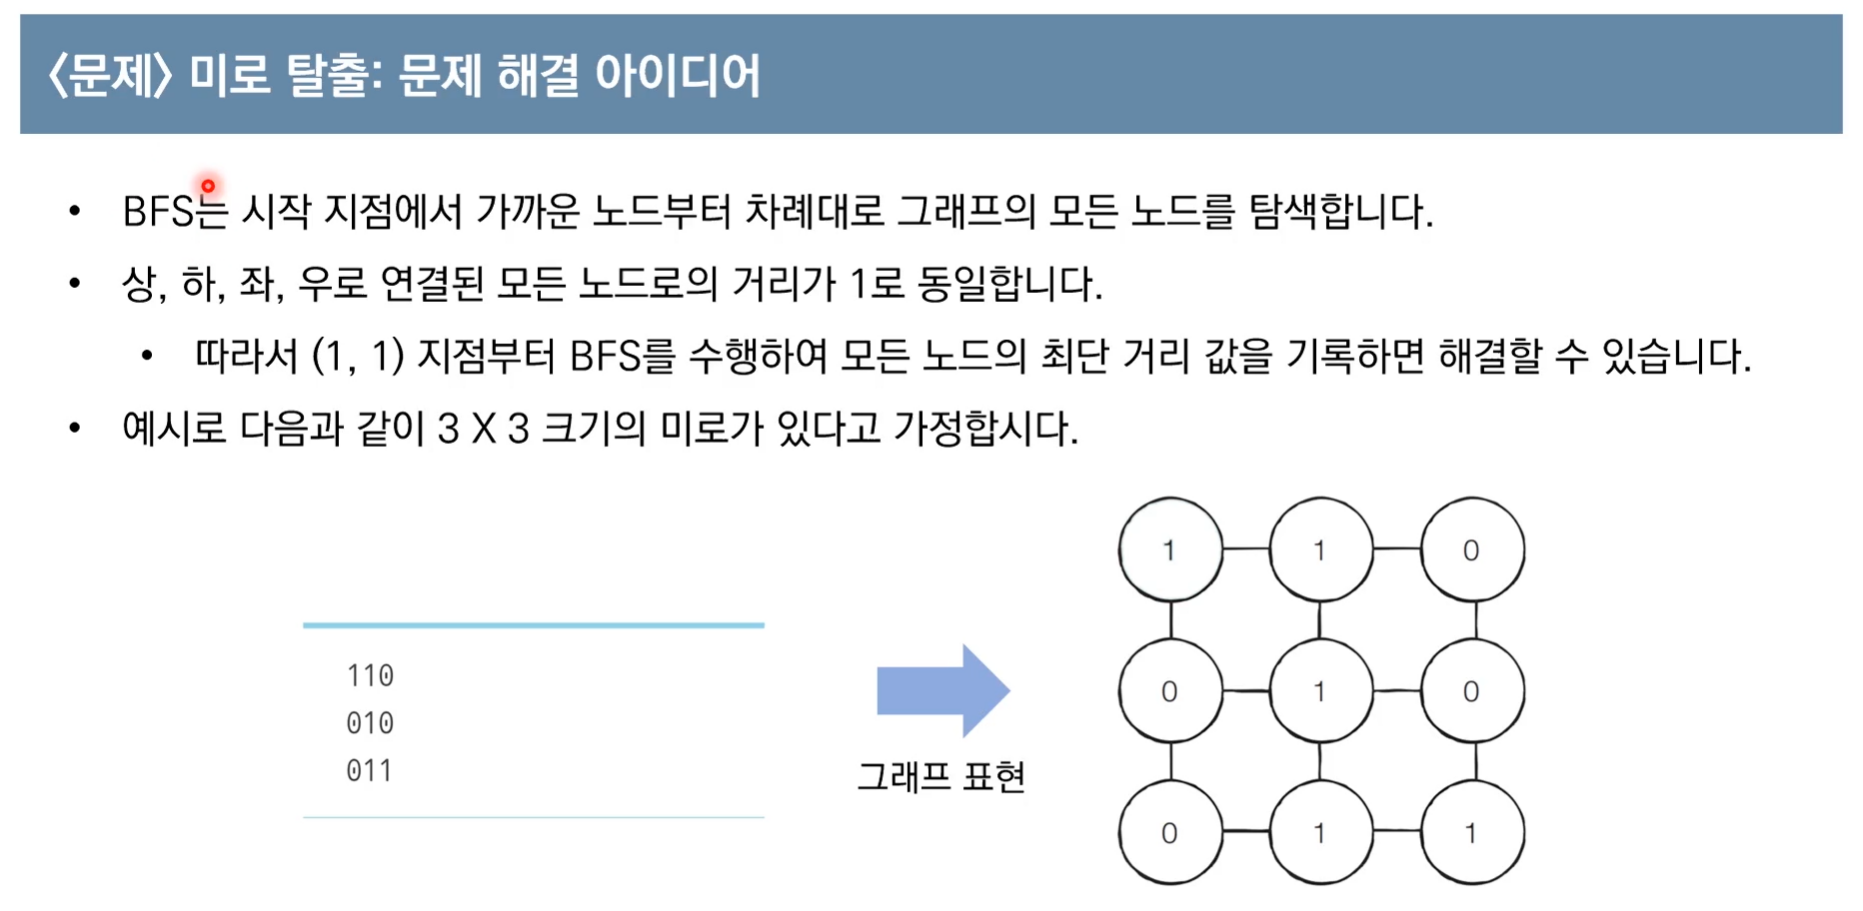 〈문제〉 미로 탈출: 문제 해결 아이디어
• BFS는 시작 지점에서 가까운 노드부터 차례대로 그래프의 모든 노드를 탐색합니다.
• 상, 하, 좌, 우로 연결된 모든 노드로의 거리가 1로 동일합니다.
• 따라서 (1, 1) 지점부터 BFS를 수행하여 모든 노드의 최단 거리 값을 기록하면 해결할 수 있습니다.
• 예시로 다음과 같이 3 X 3 크기의 미로가 있다고 가정합시다.
110
010
011
그래프 표현
1 1 0
0 1 0
0 1 1